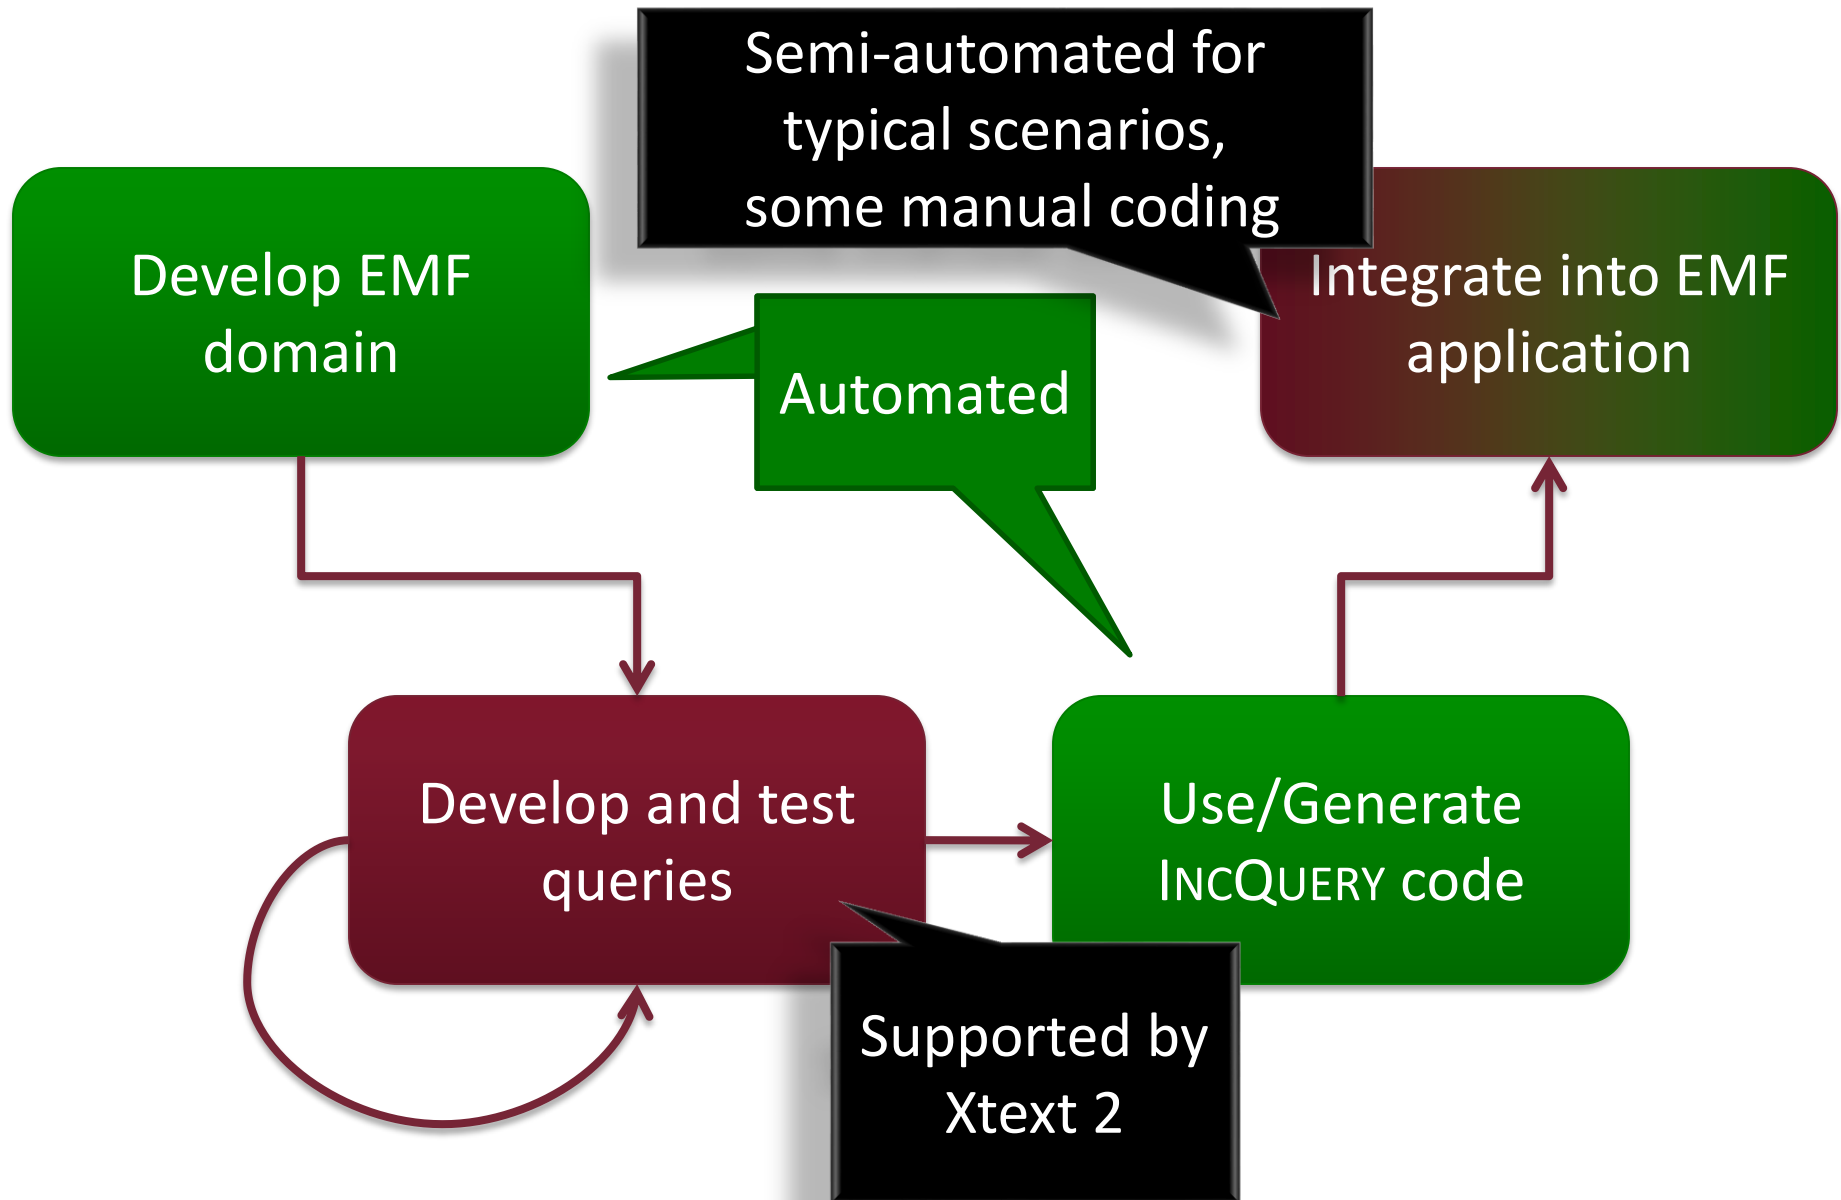 Semi-automated for
typical scenarios,
some manual coding
Develop EMF
domain
Automated
Integrate into EMF
application
Develop and test
queries
Use/Generate
INCQUERY code
Supported by
Xtext 2